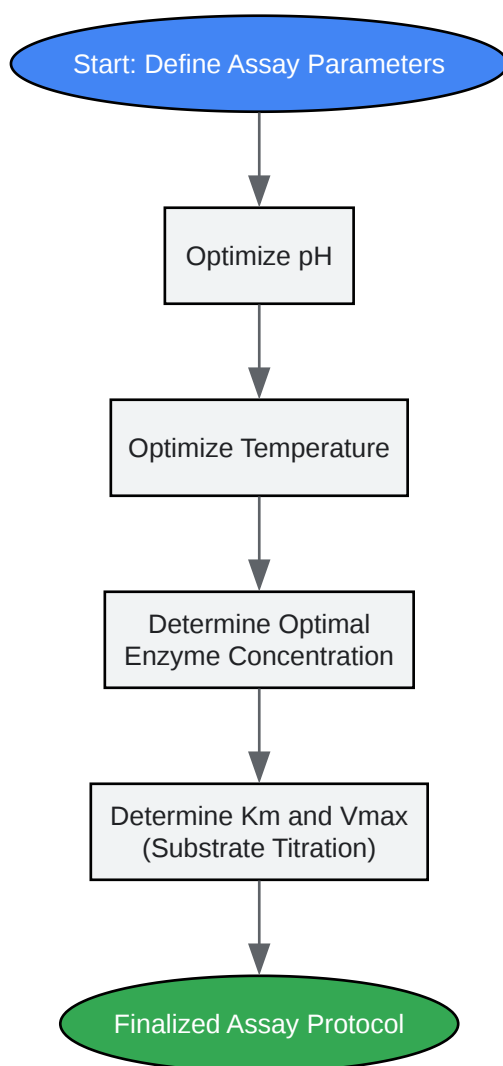 Start: Define Assay Parameters
Optimize pH
Optimize Temperature
Determine Optimal
Enzyme Concentration
Determine Km and Vmax
(Substrate Titration)
Finalized Assay Protocol